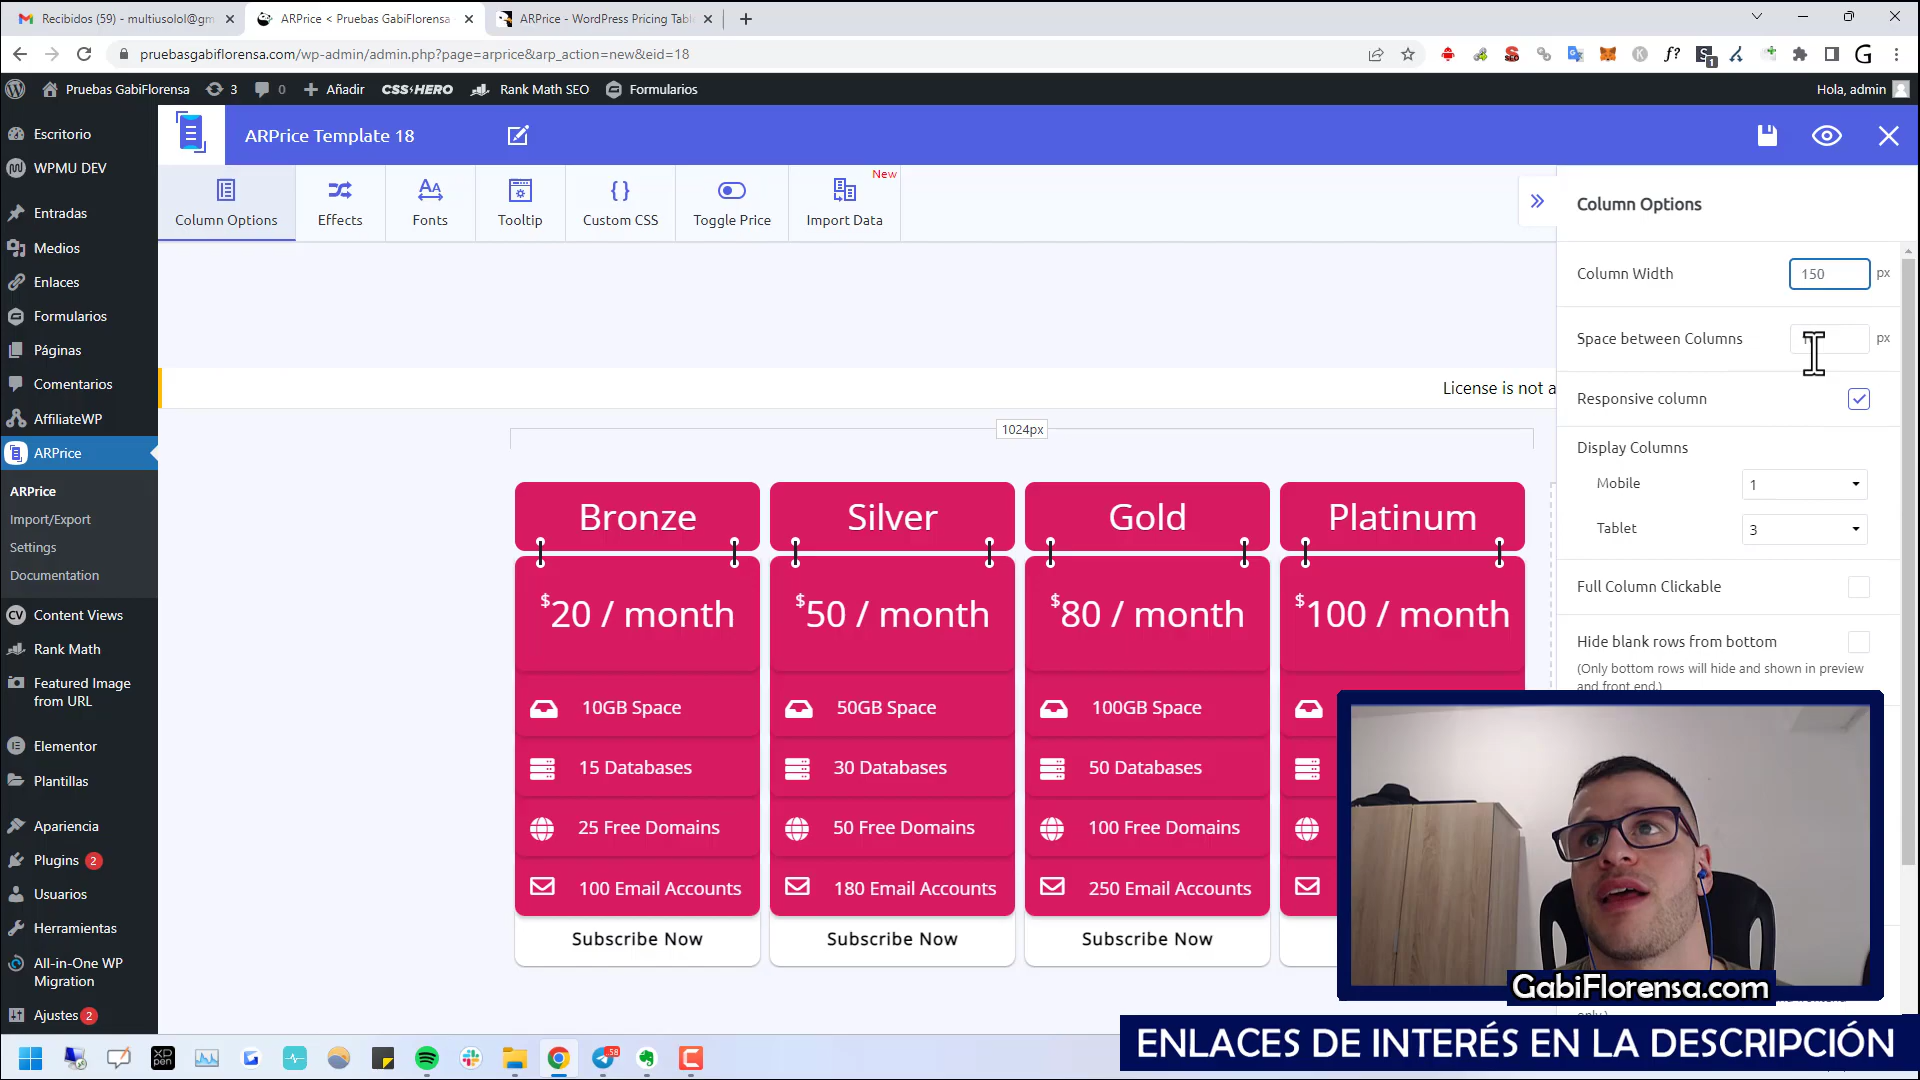 Recibidos (59) - multiusolol@gm
ARPrice < Pruebas GabiFlorensa
ARPrice - WordPress Pricing Tabl
pruebasgabiflorensa.com/wp-admin/admin.php?page=arprice&arp_action=new&eid=18
Pruebas GabiFlorensa
3
0
Añadir
CSS HERO
Rank Math SEO
Formularios
Hola, admin
Escritorio
WPMU DEV
Entradas
Medios
Enlaces
Formularios
Páginas
Comentarios
AffiliateWP
ARPrice
ARPrice
Import/Export
Settings
Documentation
Content Views
Rank Math
Featured Image
from URL
Elementor
Plantillas
Apariencia
Plugins 2
Usuarios
Herramientas
All-in-One WP
Migration
Ajustes 2
ARPrice Template 18
Column Options
Effects
Fonts
Tooltip
Custom CSS
Toggle Price
Import Data
New
License is not a
1024px
Bronze
$20 / month
10GB Space
15 Databases
25 Free Domains
100 Email Accounts
Subscribe Now
Silver
$50 / month
50GB Space
30 Databases
50 Free Domains
180 Email Accounts
Subscribe Now
Gold
$80 / month
100GB Space
50 Databases
100 Free Domains
250 Email Accounts
Subscribe Now
Platinum
$100 / month
Column Options
Column Width 150 px
Space between Columns px
Responsive column
Display Columns
Mobile 1
Tablet 3
Full Column Clickable
Hide blank rows from bottom
(Only bottom rows will hide and shown in preview
and front end.)
GabiFlorensa.com
ENLACES DE INTERÉS EN LA DESCRIPCIÓN